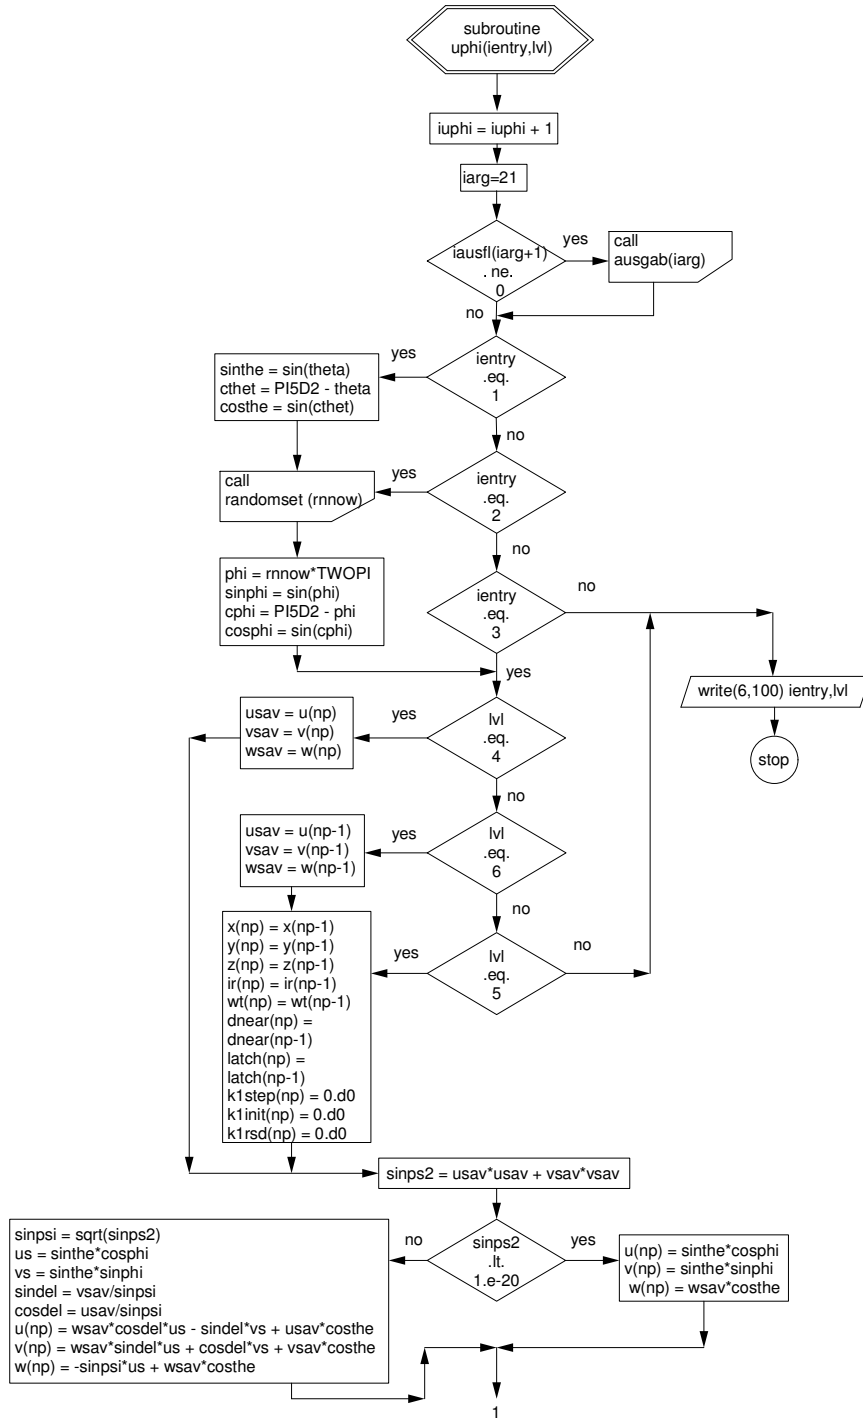 subroutine
uphi(ientry,lvl)
iuphi = iuphi + 1
iarg=21
iausfl(iarg+1)
. ne.
0
yes
call
ausgab(iarg)
no
ientry
.eq.
1
yes
sinthe = sin(theta)
cthet = PI5D2 - theta
costhe = sin(cthet)
no
ientry
.eq.
2
yes
call
randomset (rnnow)
no
phi = rnnow*TWOPI
sinphi = sin(phi)
cphi = PI5D2 - phi
cosphi = sin(cphi)
ientry
.eq.
3
no
yes
write(6,100) ientry,lvl
stop
lvl
.eq.
4
yes
usav = u(np)
vsav = v(np)
wsav = w(np)
no
lvl
.eq.
6
yes
usav = u(np-1)
vsav = v(np-1)
wsav = w(np-1)
no
lvl
.eq.
5
yes
no
x(np) = x(np-1)
y(np) = y(np-1)
z(np) = z(np-1)
ir(np) = ir(np-1)
wt(np) = wt(np-1)
dnear(np) =
dnear(np-1)
latch(np) =
latch(np-1)
k1step(np) = 0.d0
k1init(np) = 0.d0
k1rsd(np) = 0.d0
sinps2 = usav*usav + vsav*vsav
sinps2
.lt.
1.e-20
no
yes
sinpsi = sqrt(sinps2)
us = sinthe*cosphi
vs = sinthe*sinphi
sindel = vsav/sinpsi
cosdel = usav/sinpsi
u(np) = wsav*cosdel*us - sindel*vs + usav*costhe
v(np) = wsav*sindel*us + cosdel*vs + vsav*costhe
w(np) = -sinpsi*us + wsav*costhe
u(np) = sinthe*cosphi
v(np) = sinthe*sinphi
w(np) = wsav*costhe
1